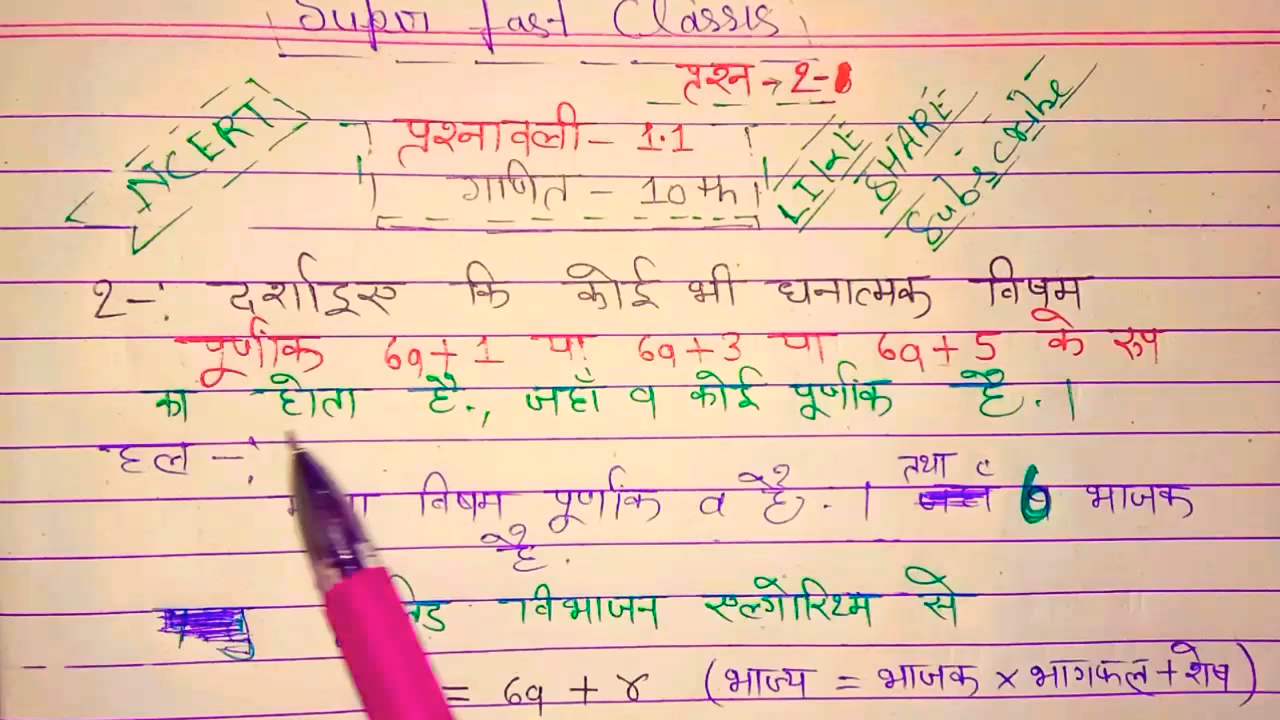 Super fast Classis
प्रश्न → 2-
NCERT
प्रश्नावली - 1.1
गणित - 10th
LIKE
SHARE
Subscribe
2-: दर्शाइए कि कोई भी धनात्मक विषम
पूर्णांक 6q+1 या 6q+3 या 6q+5 के रुप
का होता है., जहाँ व कोई पूर्णांक है.।
हल -:
विषम पूर्णांक व है.। तथा 6 भाजक
है.
विभाजन एल्गोरिथ्म से
= 6q + r (भाज्य = भाजक × भागफल + शेष)